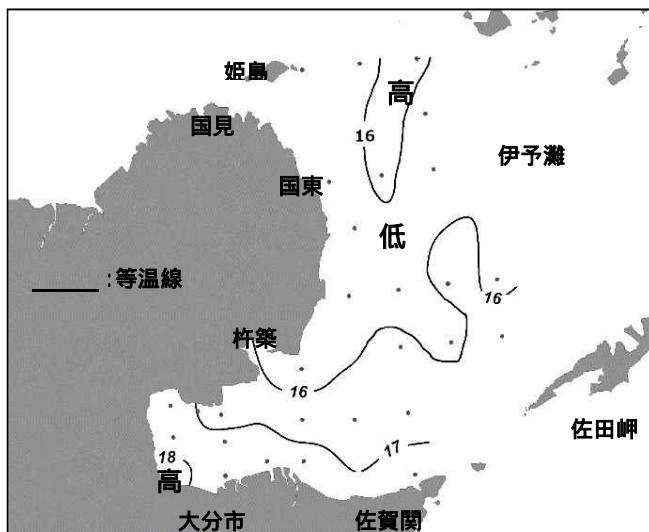 姫島
高
国見
16
伊予灘
国東
低
:等温線
16
杵築
16
佐田岬
17
18
高
大分市
佐賀関